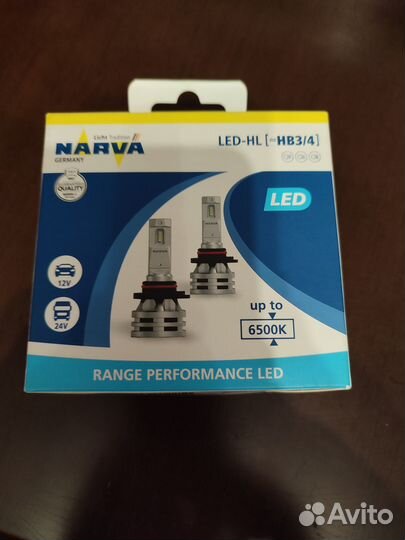 Light Tradition
NARVA
GERMANY
QUALITY
LED-HL [≈HB3/4]
LED
NARVA
12V
24V
up to
6500K
RANGE PERFORMANCE LED
Avito